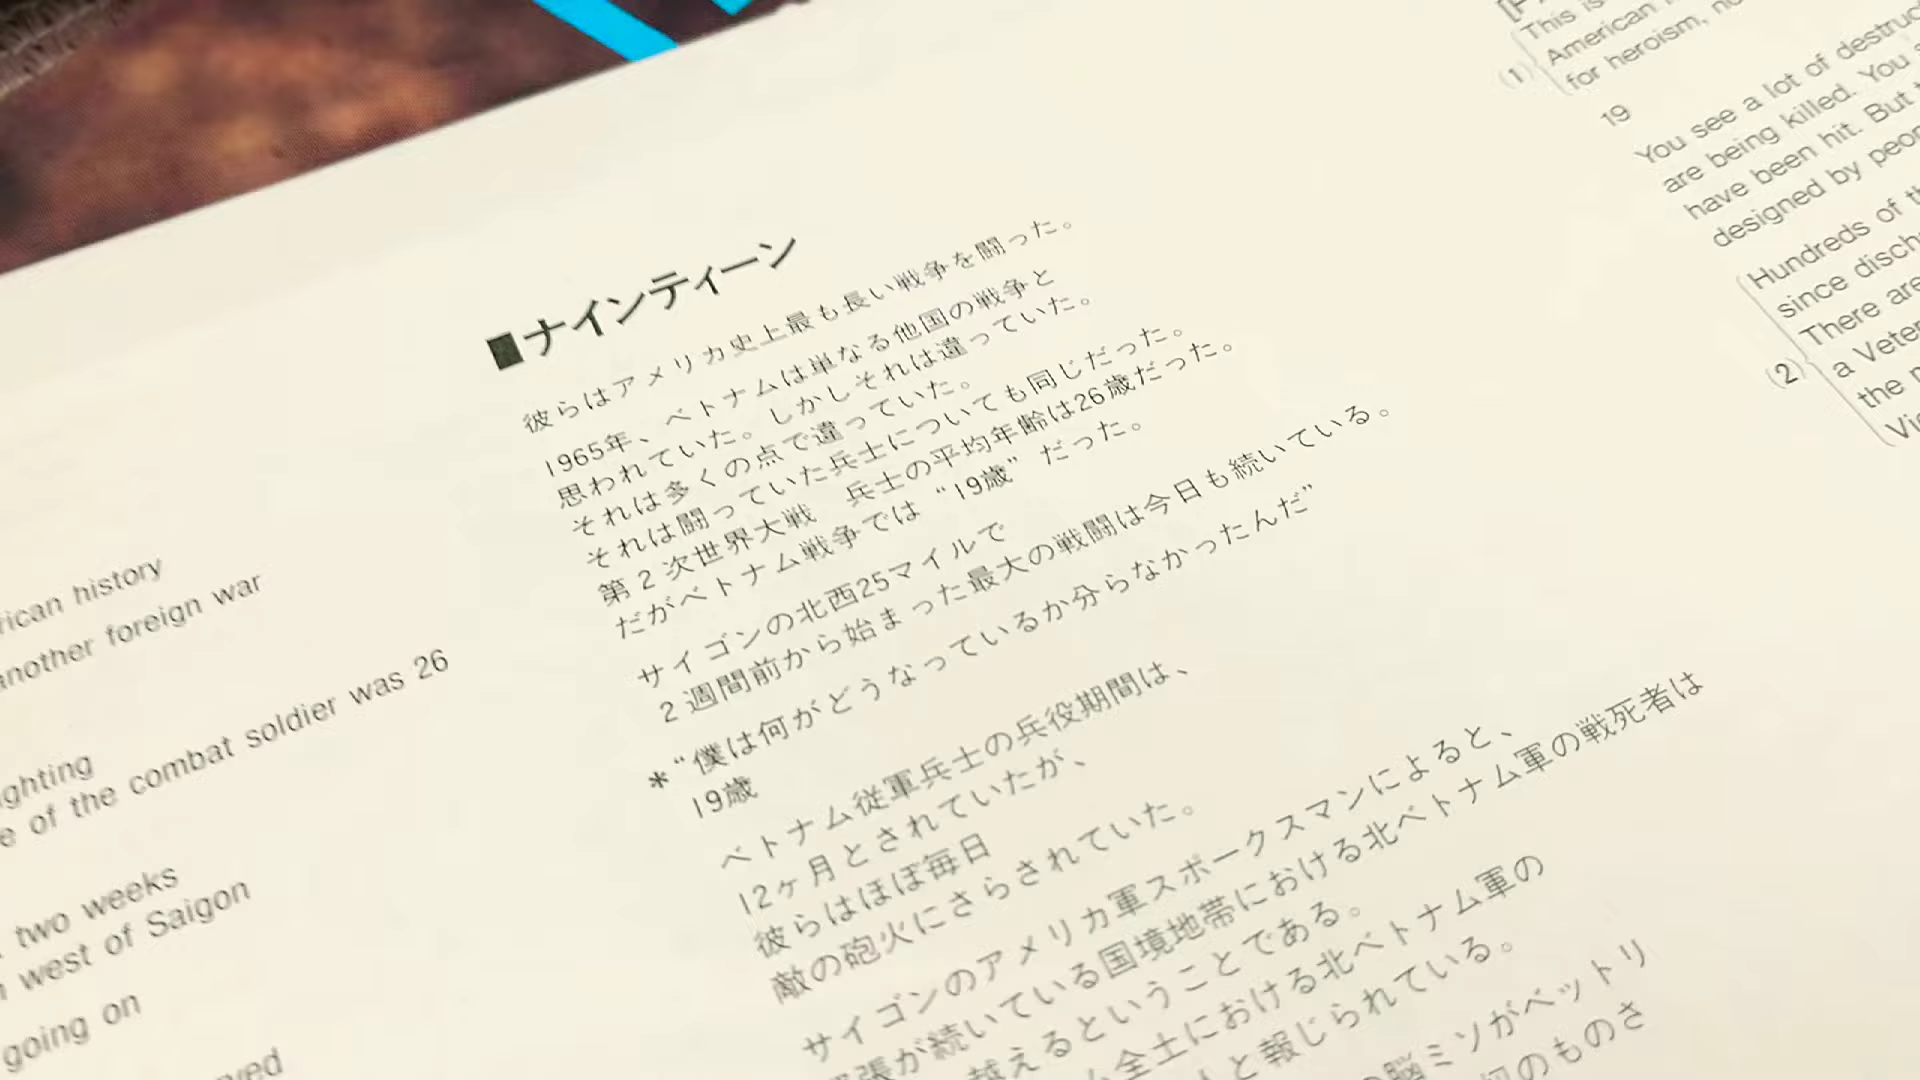 rican history
another foreign war
ghting
e of the combat soldier was 26
two weeks
west of Saigon
going on
■ナインティーン
彼らはアメリカ史上最も長い戦争を闘った。
1965年、ベトナムは単なる他国の戦争と
思われていた。しかしそれは違っていた。
それは多くの点で違っていた。
それは闘っていた兵士についても同じだった。
第2次世界大戦 兵士の平均年齢は26歳だった。
だがベトナム戦争では“19歳”だった。
サイゴンの北西25マイルで
2週間前から始まった最大の戦闘は今日も続いている。
*“僕は何がどうなっているか分らなかったんだ”
19歳
ベトナム従軍兵士の兵役期間は、
12ヶ月とされていたが、
彼らはほぼ毎日
敵の砲火にさらされていた。
サイゴンのアメリカ軍スポークスマンによると、
張が続いている国境地帯における北ベトナム軍の戦死者は
越えるということである。
全土における北ベトナム軍の
と報じられている。
脳ミソがベットリ
何のものさ
This is
American
(1) for heroism,
19
You see a lot of destruc
are being killed. You
have been hit. But
designed by peop
Hundreds of
since disch
There are
(2) a Veter
the